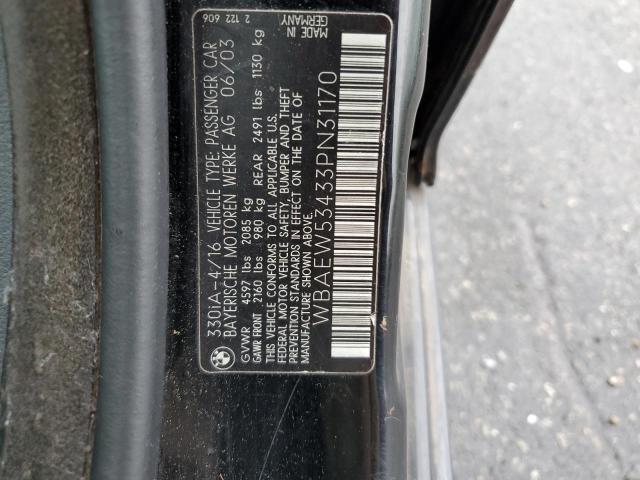 330IA-4/16 VEHICLE TYPE: PASSENGER CAR
BAYERISCHE MOTOREN WERKE AG 06/03
GVWR 4597 lbs 2085 kg
GAWR FRONT 2160 lbs 980 kg REAR 2491 lbs 1130 kg
THIS VEHICLE CONFORMS TO ALL APPLICABLE U.S.
FEDERAL MOTOR VEHICLE SAFETY, BUMPER AND THEFT
PREVENTION STANDARDS IN EFFECT ON THE DATE OF
MANUFACTURE SHOWN ABOVE.
WBAEW53433PN31170
2 122 606
MADE IN
GERMANY